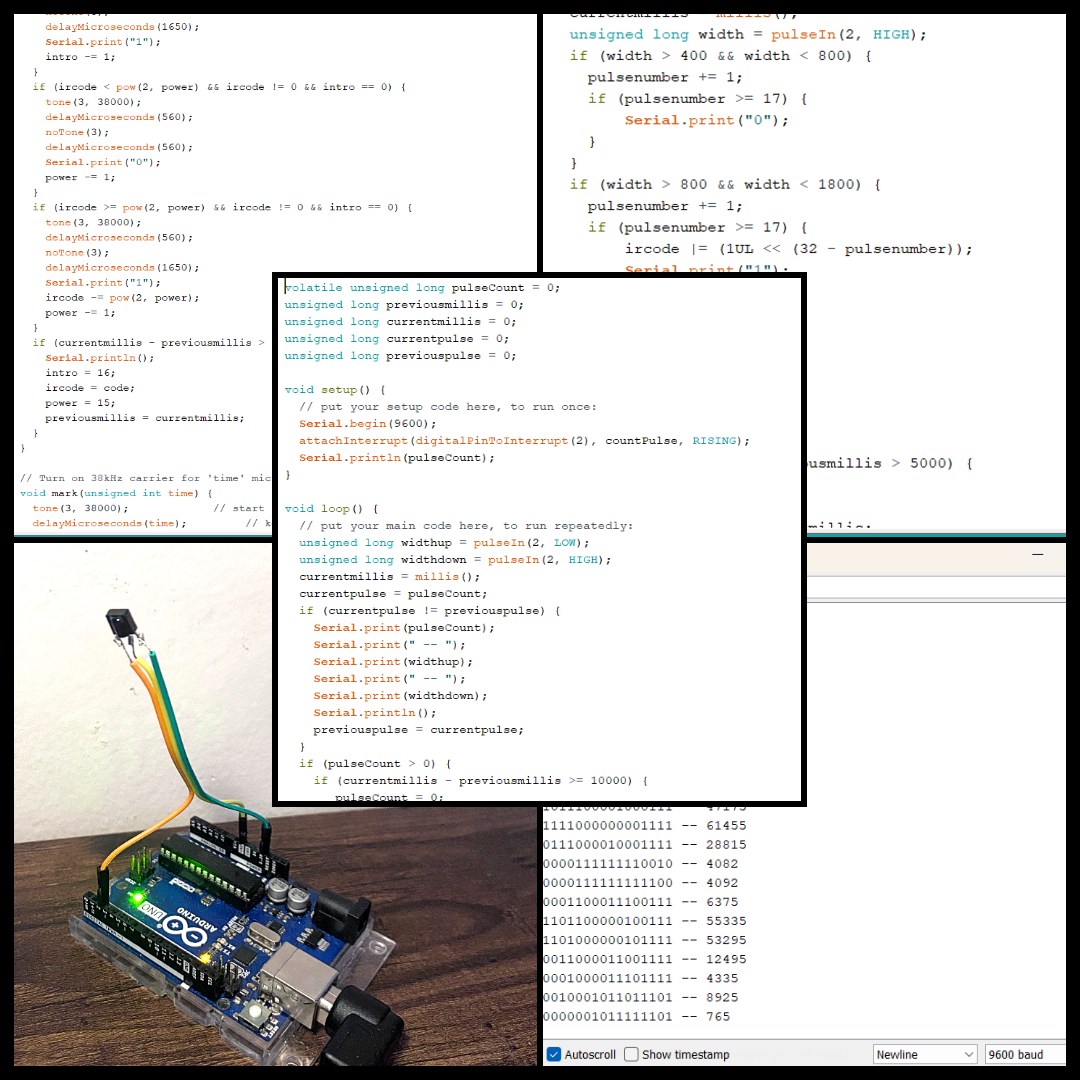 delayMicroseconds(1650);
Serial.print("1");
intro -= 1;
}
if (ircode < pow(2, power) && ircode != 0 && intro == 0) {
tone(3, 38000);
delayMicroseconds(560);
noTone(3);
delayMicroseconds(560);
Serial.print("0");
power -= 1;
}
if (ircode >= pow(2, power) && ircode != 0 && intro == 0) {
tone(3, 38000);
delayMicroseconds(560);
noTone(3);
delayMicroseconds(1650);
Serial.print("1");
ircode -= pow(2, power);
power -= 1;
}
if (currentmillis - previousmillis >
Serial.println();
intro = 16;
ircode = code;
power = 15;
previousmillis = currentmillis;
}
}
// Turn on 38kHz carrier for 'time' mic
void mark(unsigned int time) {
tone(3, 38000); // start
delayMicroseconds(time); // k
currentmillis = millis();
unsigned long width = pulseIn(2, HIGH);
if (width > 400 && width < 800) {
pulsenumber += 1;
if (pulsenumber >= 17) {
Serial.print("0");
}
}
if (width > 800 && width < 1800) {
pulsenumber += 1;
if (pulsenumber >= 17) {
ircode |= (1UL << (32 - pulsenumber));
Serial.print("1");
usmillis > 5000) {
millis;
volatile unsigned long pulseCount = 0;
unsigned long previousmillis = 0;
unsigned long currentmillis = 0;
unsigned long currentpulse = 0;
unsigned long previouspulse = 0;
void setup() {
// put your setup code here, to run once:
Serial.begin(9600);
attachInterrupt(digitalPinToInterrupt(2), countPulse, RISING);
Serial.println(pulseCount);
}
void loop() {
// put your main code here, to run repeatedly:
unsigned long widthup = pulseIn(2, LOW);
unsigned long widthdown = pulseIn(2, HIGH);
currentmillis = millis();
currentpulse = pulseCount;
if (currentpulse != previouspulse) {
Serial.print(pulseCount);
Serial.print(" -- ");
Serial.print(widthup);
Serial.print(" -- ");
Serial.print(widthdown);
Serial.println();
previouspulse = currentpulse;
}
if (pulseCount > 0) {
if (currentmillis - previousmillis >= 10000) {
pulseCount = 0;
UNO
ARDUINO
1011100001000111 -- 47175
1111000000001111 -- 61455
0111000010001111 -- 28815
0000111111110010 -- 4082
0000111111111100 -- 4092
0001100011100111 -- 6375
1101100000100111 -- 55335
1101000000101111 -- 53295
0011000011001111 -- 12495
0001000011101111 -- 4335
0010001011011101 -- 8925
0000001011111101 -- 765
Autoscroll Show timestamp Newline 9600 baud